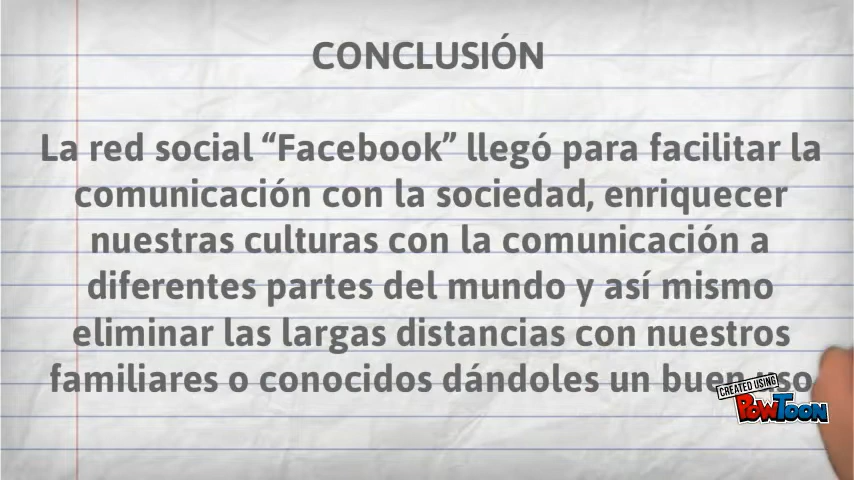 CONCLUSIÓN
La red social “Facebook” llegó para facilitar la
comunicación con la sociedad, enriquecer
nuestras culturas con la comunicación a
diferentes partes del mundo y así mismo
eliminar las largas distancias con nuestros
familiares o conocidos dándoles un buen uso
CREATED USING
POWTOON